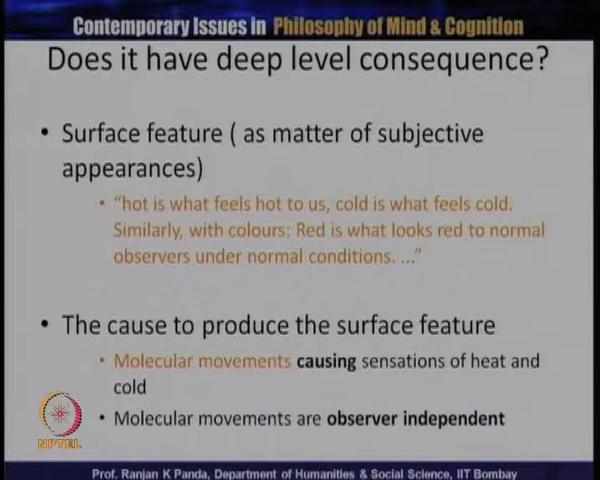 Contemporary Issues in Philosophy of Mind & Cognition
Does it have deep level consequence?
• Surface feature ( as matter of subjective
appearances)
• “hot is what feels hot to us, cold is what feels cold.
Similarly, with colours: Red is what looks red to normal
observers under normal conditions. ...”
• The cause to produce the surface feature
• Molecular movements causing sensations of heat and
cold
• Molecular movements are observer independent
NPTEL
Prof. Ranjan K Panda, Department of Humanities & Social Science, IIT Bombay